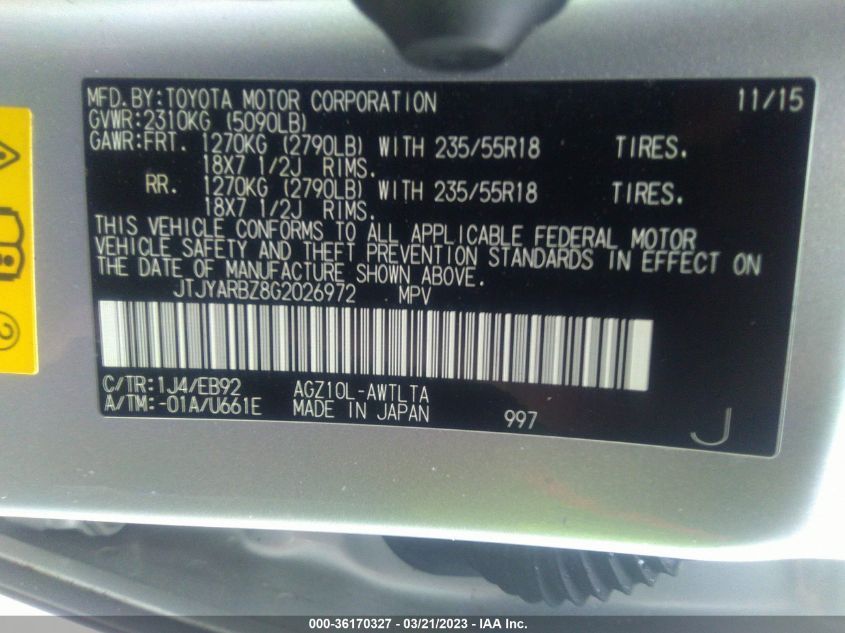 MFD.BY:TOYOTA MOTOR CORPORATION 11/15
GVWR:2310KG (5090LB)
GAWR:FRT. 1270KG (2790LB) WITH 235/55R18 TIRES.
18X7 1/2J RIMS.
RR. 1270KG (2790LB) WITH 235/55R18 TIRES.
18X7 1/2J RIMS.
THIS VEHICLE CONFORMS TO ALL APPLICABLE FEDERAL MOTOR
VEHICLE SAFETY AND THEFT PREVENTION STANDARDS IN EFFECT ON
THE DATE OF MANUFACTURE SHOWN ABOVE.
JTJYARBZ8G2026972 MPV
C/TR:1J4/EB92 AGZ10L-AWTLTA
A/TM:-01A/U661E MADE IN JAPAN 997
J
2
000-36170327 - 03/21/2023 - IAA Inc.